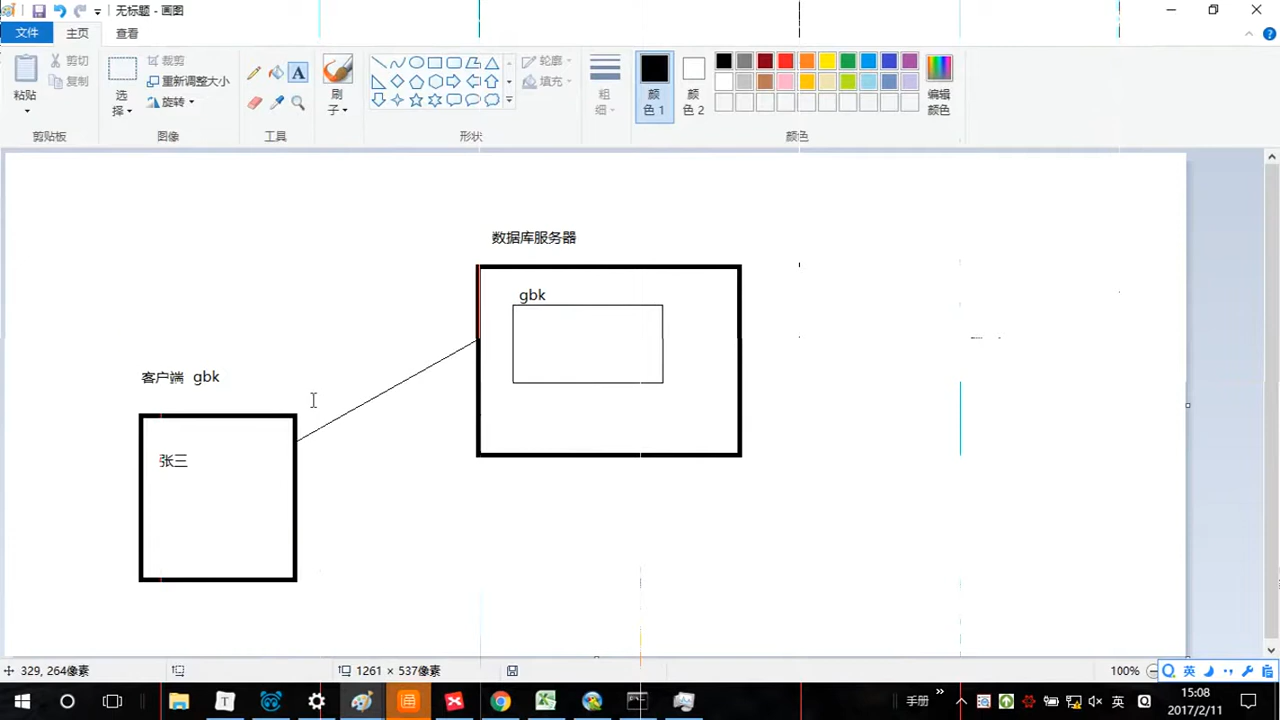 无标题 - 画图
文件 主页 查看
剪切
复制
粘贴
剪贴板
裁剪
重新调整大小
旋转
选择
图像
A
工具
刷子
形状
轮廓
填充
粗细
颜色 1
颜色 2
颜色
编辑颜色
数据库服务器
gbk
客户端 gbk
张三
329, 264像素
1261 × 537像素
100%
英
手册
英
15:08
2017/2/11